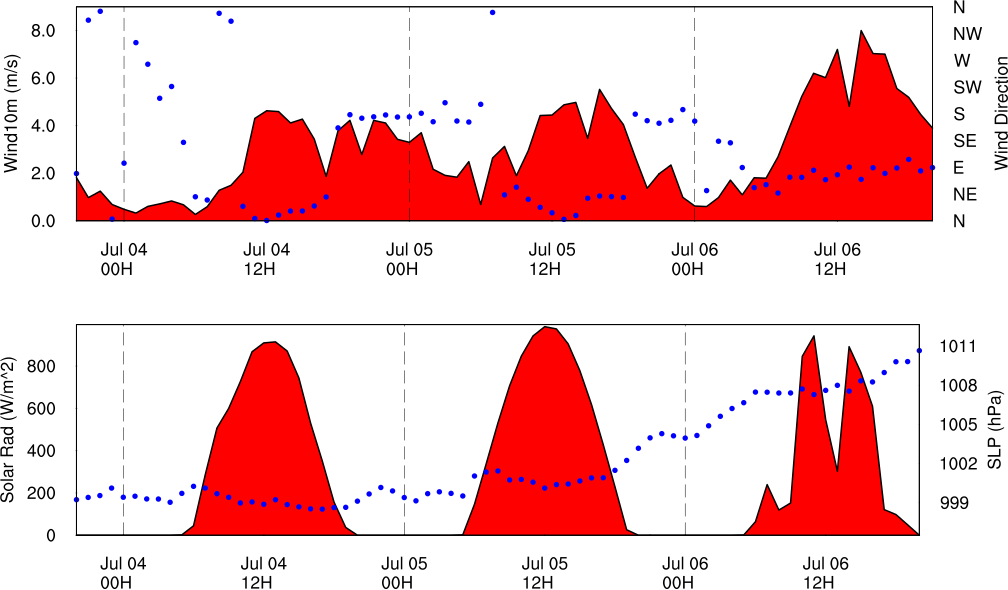 Wind10m (m/s)
8.0
6.0
4.0
2.0
0.0
N
NW
W
SW
S
SE
E
NE
N
Wind Direction
Jul 04 Jul 04 Jul 05 Jul 05 Jul 06 Jul 06
00H 12H 00H 12H 00H 12H
Solar Rad (W/m^2)
800
600
400
200
0
1011
1008
1005
1002
999
SLP (hPa)
Jul 04 Jul 04 Jul 05 Jul 05 Jul 06 Jul 06
00H 12H 00H 12H 00H 12H